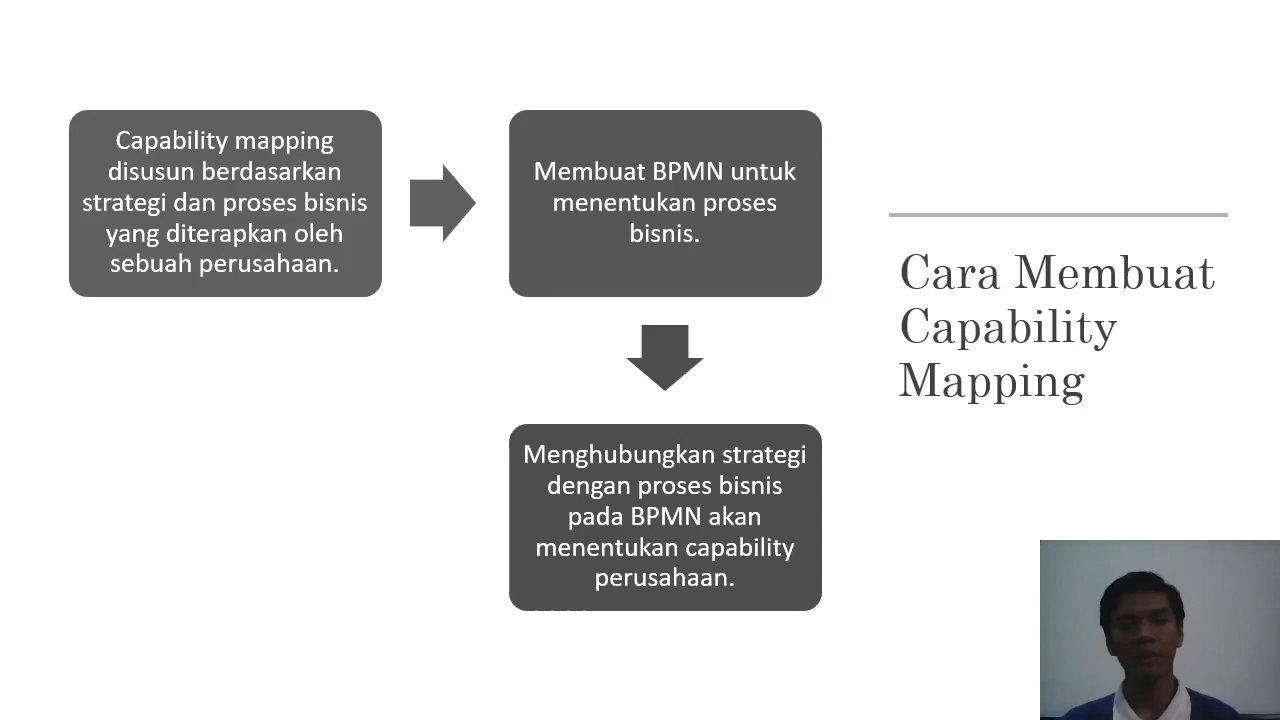 Capability mapping
disusun berdasarkan
strategi dan proses bisnis
yang diterapkan oleh
sebuah perusahaan.
Membuat BPMN untuk
menentukan proses
bisnis.
Menghubungkan strategi
dengan proses bisnis
pada BPMN akan
menentukan capability
perusahaan.
Cara Membuat
Capability
Mapping